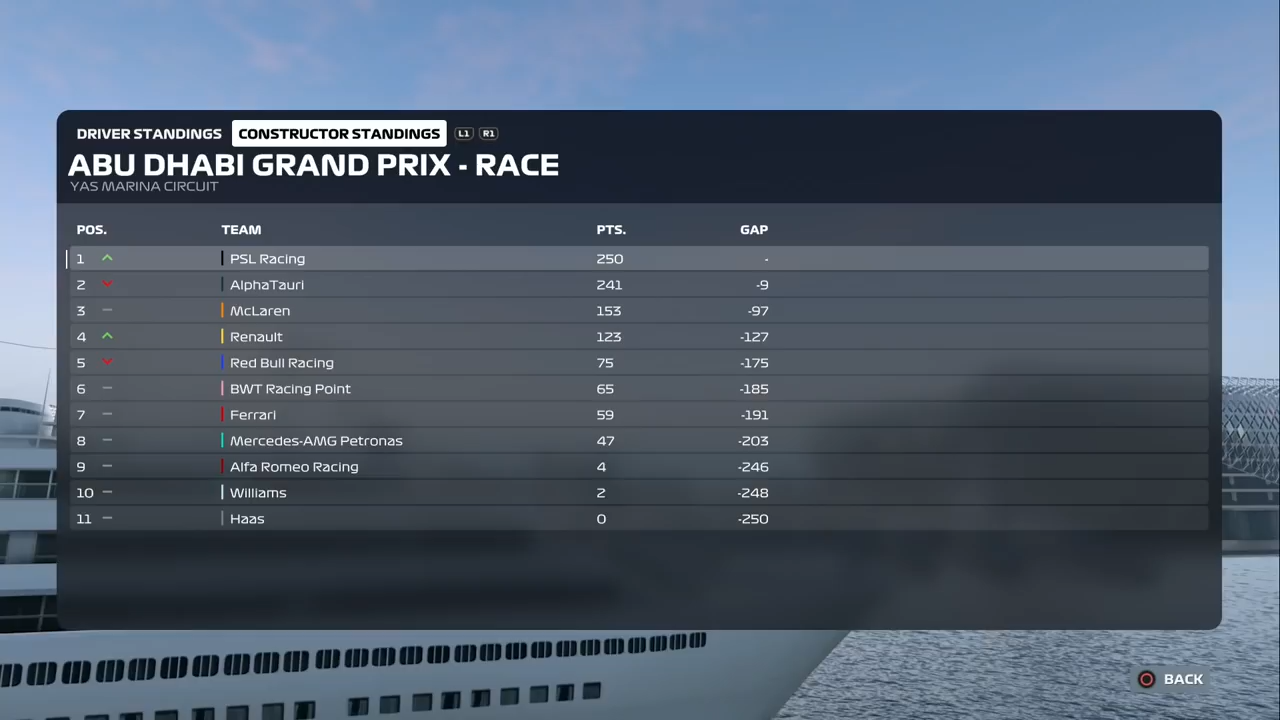 DRIVER STANDINGS CONSTRUCTOR STANDINGS L1 R1
ABU DHABI GRAND PRIX - RACE
YAS MARINA CIRCUIT
POS. TEAM PTS. GAP
1 PSL Racing 250 -
2 AlphaTauri 241 -9
3 McLaren 153 -97
4 Renault 123 -127
5 Red Bull Racing 75 -175
6 BWT Racing Point 65 -185
7 Ferrari 59 -191
8 Mercedes-AMG Petronas 47 -203
9 Alfa Romeo Racing 4 -246
10 Williams 2 -248
11 Haas 0 -250
BACK